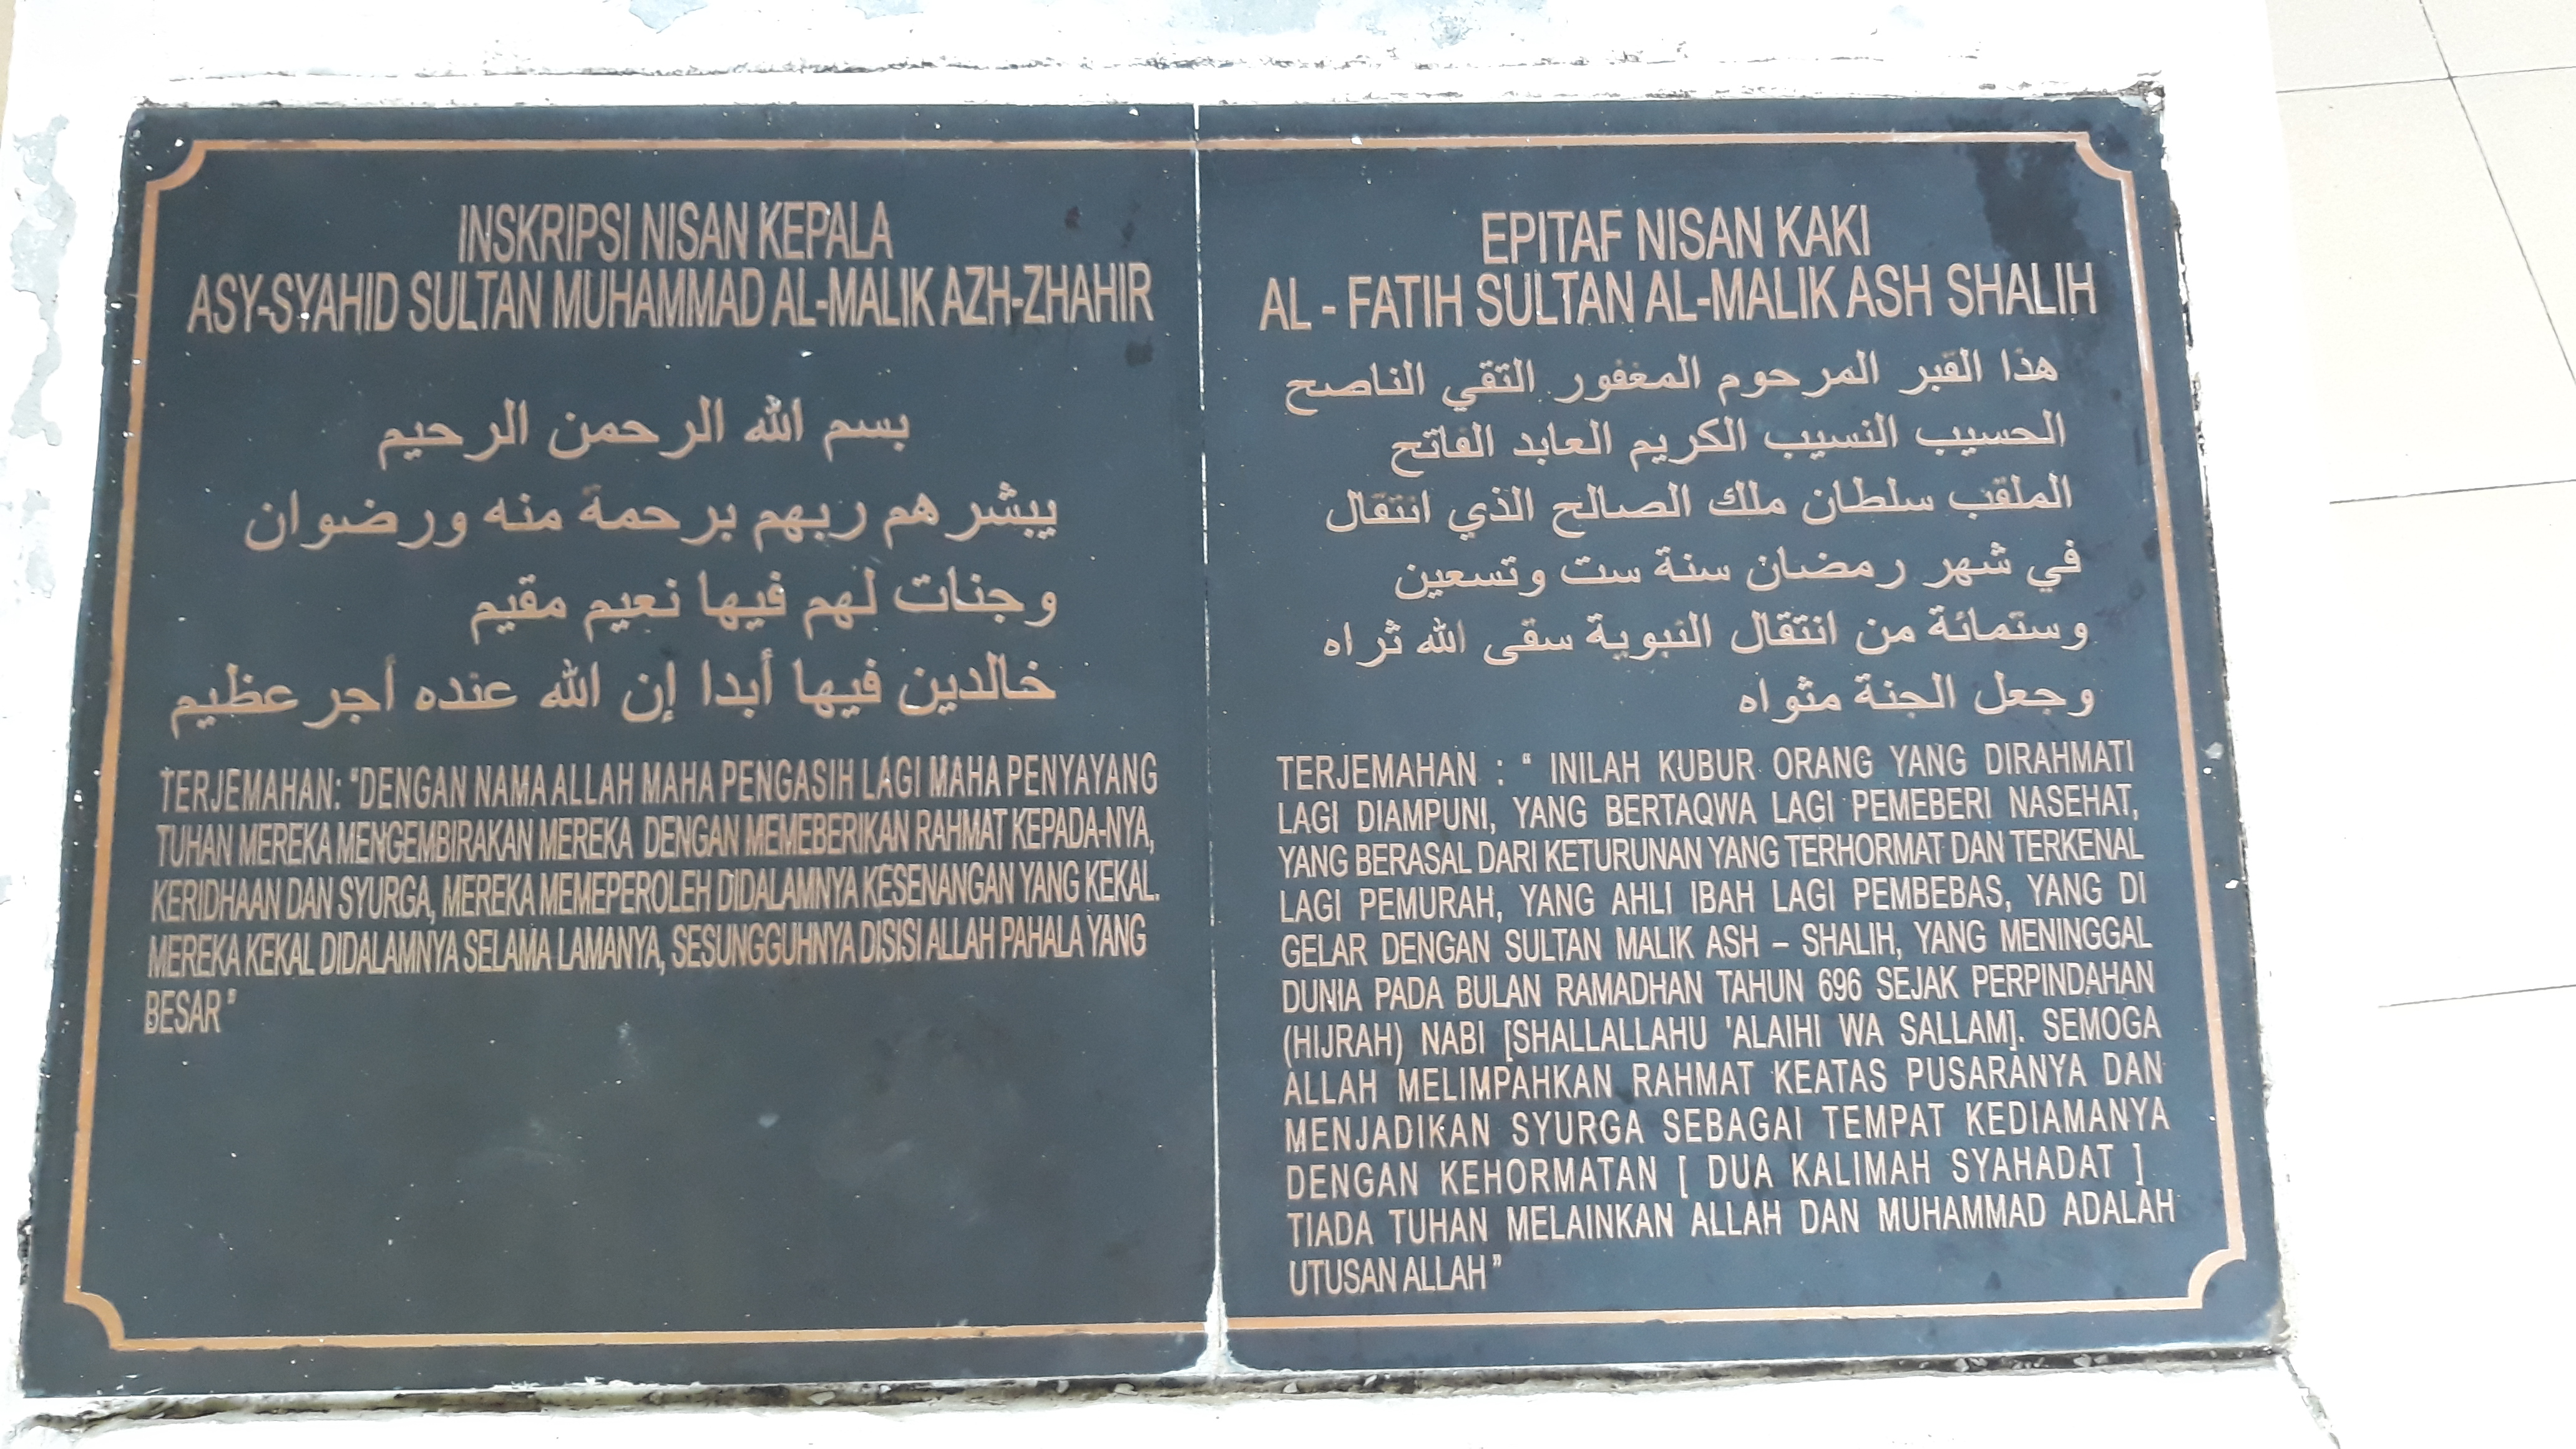 INSKRIPSI NISAN KEPALA
ASY-SYAHID SULTAN MUHAMMAD AL-MALIK AZH-ZHAHIR
بسم الله الرحمن الرحيم
يبشرهم ربهم برحمة منه ورضوان
وجنات لهم فيها نعيم مقيم
خالدين فيها أبدا إن الله عنده أجر عظيم
TERJEMAHAN: “DENGAN NAMA ALLAH MAHA PENGASIH LAGI MAHA PENYAYANG
TUHAN MEREKA MENGEMBIRAKAN MEREKA DENGAN MEMEBERIKAN RAHMAT KEPADA-NYA,
KERIDHAAN DAN SYURGA, MEREKA MEMEPEROLEH DIDALAMNYA KESENANGAN YANG KEKAL.
MEREKA KEKAL DIDALAMNYA SELAMA LAMANYA, SESUNGGUHNYA DISISI ALLAH PAHALA YANG
BESAR ”
EPITAF NISAN KAKI
AL - FATIH SULTAN AL-MALIK ASH SHALIH
هذا القبر المرحوم المغفور التقي الناصح
الحسيب النسيب الكريم العابد الفاتح
الملقب سلطان ملك الصالح الذي انتقال
في شهر رمضان سنة ست وتسعين
وستمائة من انتقال النبوية سقى الله ثراه
وجعل الجنة مثواه
TERJEMAHAN : “ INILAH KUBUR ORANG YANG DIRAHMATI
LAGI DIAMPUNI, YANG BERTAQWA LAGI PEMEBERI NASEHAT,
YANG BERASAL DARI KETURUNAN YANG TERHORMAT DAN TERKENAL
LAGI PEMURAH, YANG AHLI IBAH LAGI PEMBEBAS, YANG DI
GELAR DENGAN SULTAN MALIK ASH – SHALIH, YANG MENINGGAL
DUNIA PADA BULAN RAMADHAN TAHUN 696 SEJAK PERPINDAHAN
(HIJRAH) NABI [SHALLALLAHU 'ALAIHI WA SALLAM]. SEMOGA
ALLAH MELIMPAHKAN RAHMAT KEATAS PUSARANYA DAN
MENJADIKAN SYURGA SEBAGAI TEMPAT KEDIAMANYA
DENGAN KEHORMATAN [ DUA KALIMAH SYAHADAT ]
TIADA TUHAN MELAINKAN ALLAH DAN MUHAMMAD ADALAH
UTUSAN ALLAH ”